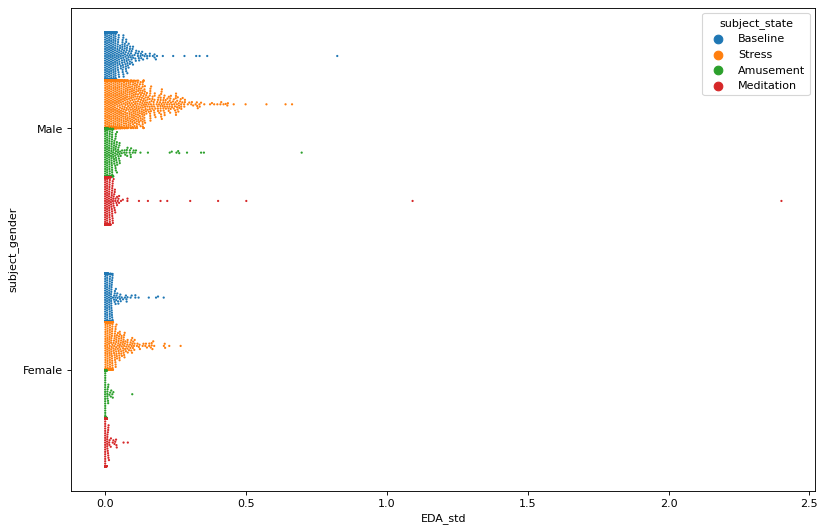 subject_state
Baseline
Stress
Amusement
Meditation
Male
Female
subject_gender
0.0 0.5 1.0 1.5 2.0 2.5
EDA_std